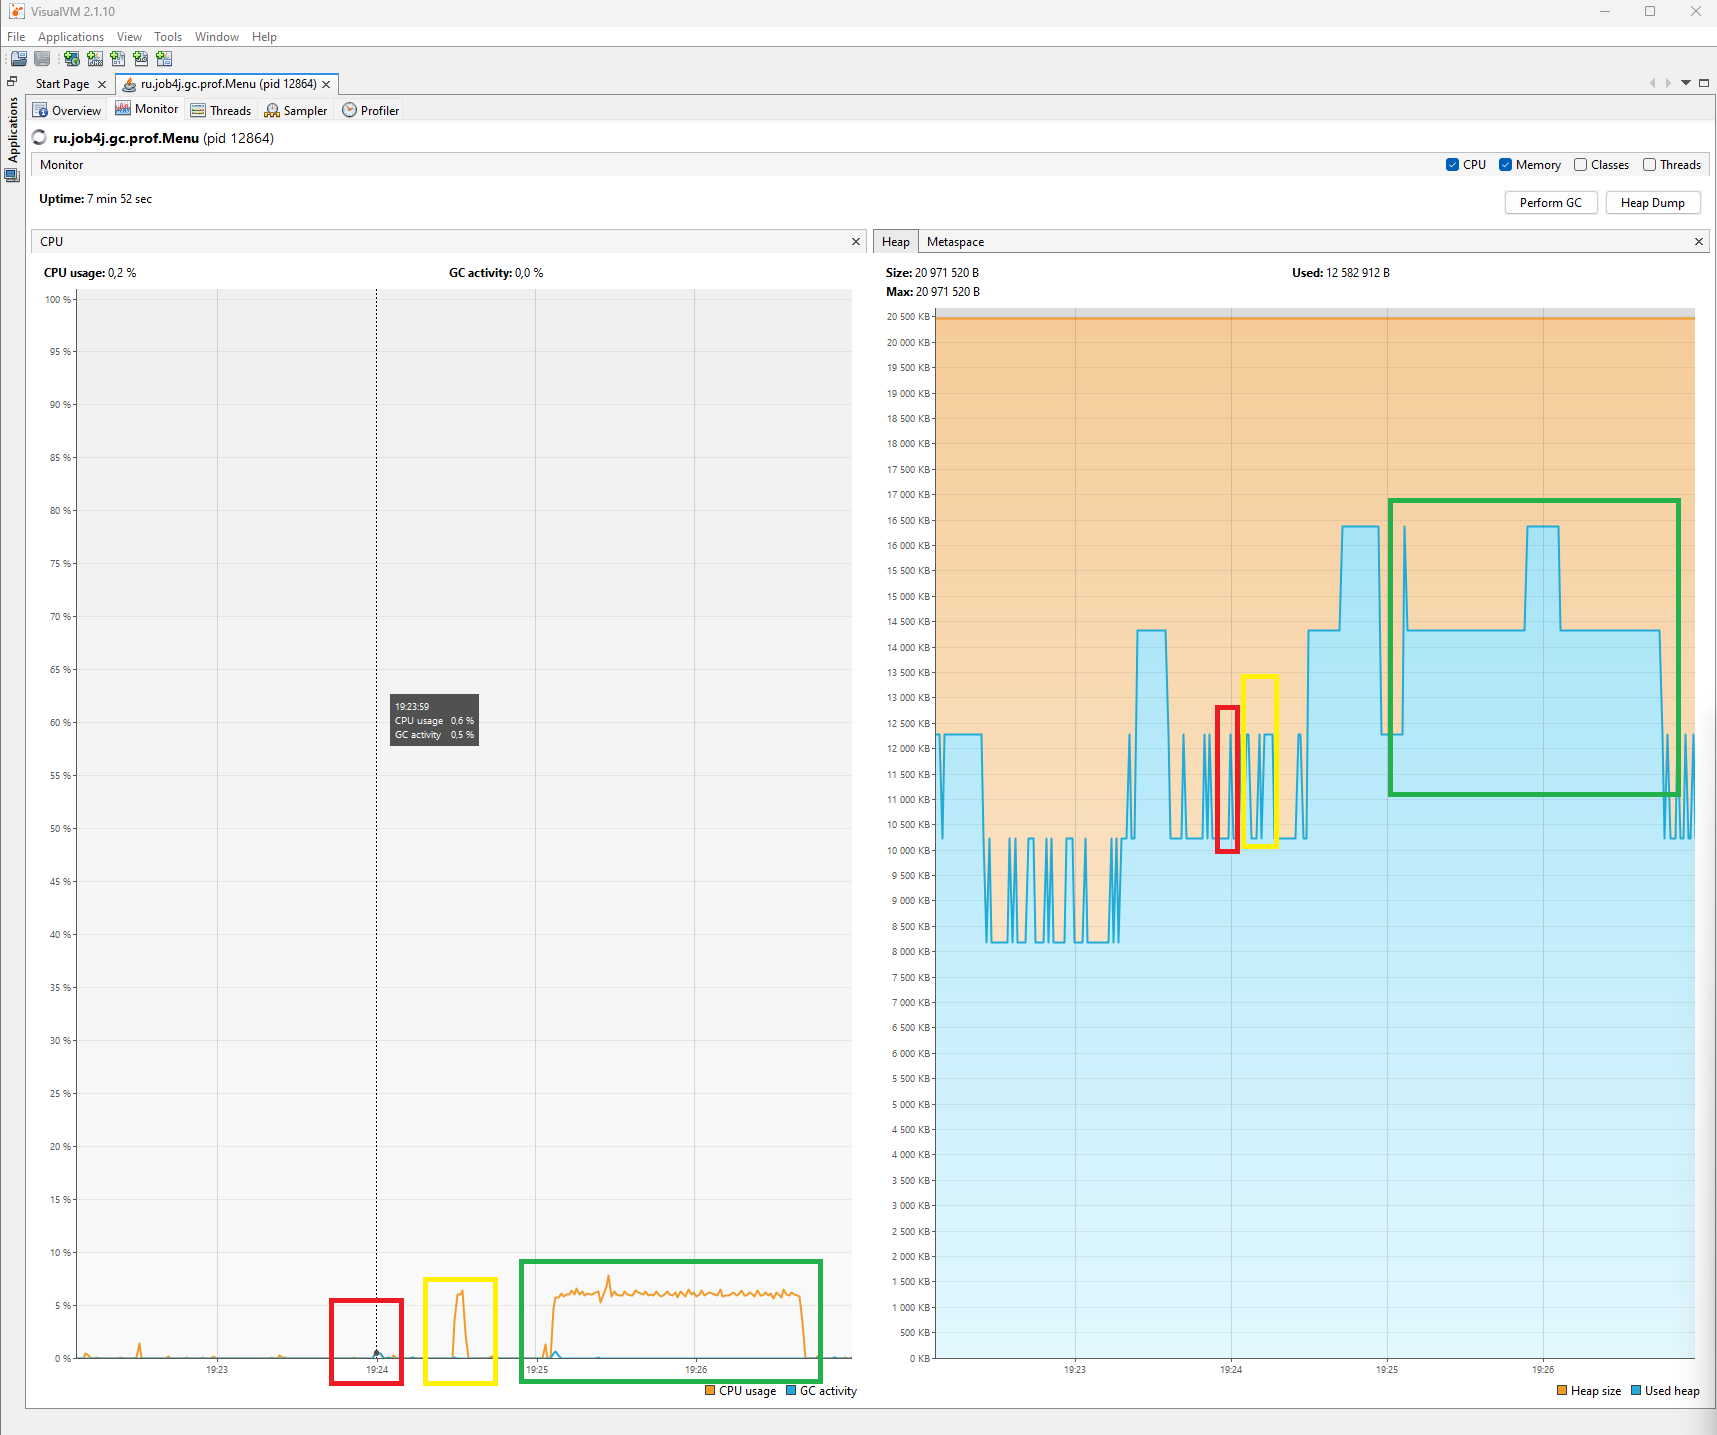 VisualVM 2.1.10
File Applications View Tools Window Help
Start Page
ru.job4j.gc.prof.Menu (pid 12864)
Applications
Overview Monitor Threads Sampler Profiler
ru.job4j.gc.prof.Menu (pid 12864)
Monitor
CPU Memory Classes Threads
Uptime: 7 min 52 sec
Perform GC Heap Dump
CPU
CPU usage: 0,2 % GC activity: 0,0 %
100 %
95 %
90 %
85 %
80 %
75 %
70 %
65 %
60 %
55 %
50 %
45 %
40 %
35 %
30 %
25 %
20 %
15 %
10 %
5 %
0 %
19:23:59
CPU usage 0,6 %
GC activity 0,5 %
19:23 19:24 19:25 19:26
CPU usage GC activity
Heap Metaspace
Size: 20 971 520 B Used: 12 582 912 B
Max: 20 971 520 B
20 500 KB
20 000 KB
19 500 KB
19 000 KB
18 500 KB
18 000 KB
17 500 KB
17 000 KB
16 500 KB
16 000 KB
15 500 KB
15 000 KB
14 500 KB
14 000 KB
13 500 KB
13 000 KB
12 500 KB
12 000 KB
11 500 KB
11 000 KB
10 500 KB
10 000 KB
9 500 KB
9 000 KB
8 500 KB
8 000 KB
7 500 KB
7 000 KB
6 500 KB
6 000 KB
5 500 KB
5 000 KB
4 500 KB
4 000 KB
3 500 KB
3 000 KB
2 500 KB
2 000 KB
1 500 KB
1 000 KB
500 KB
0 KB
19:23 19:24 19:25 19:26
Heap size Used heap